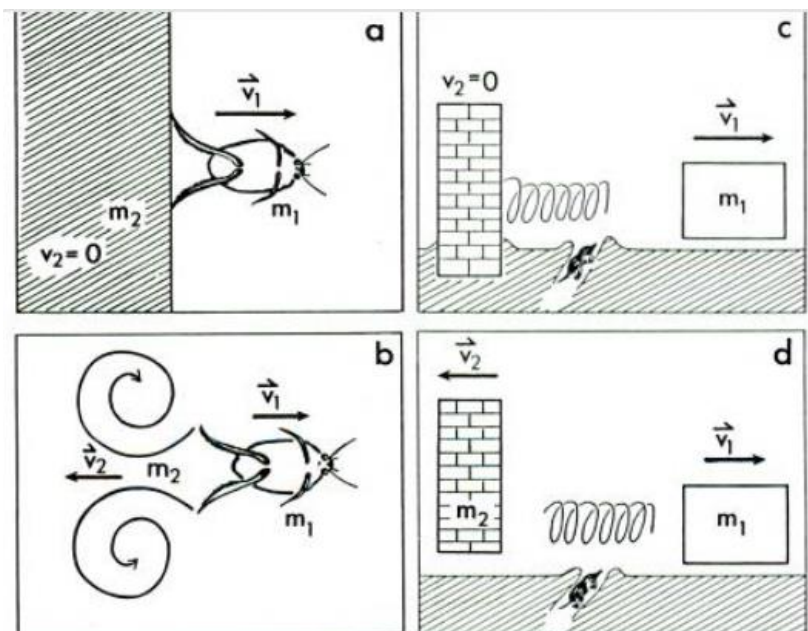 a
v⃗₁
m₁
m₂
v₂ = 0
b
v⃗₁
v⃗₂
m₂
m₁
c
v₂ = 0
v⃗₁
m₁
d
v⃗₂
v⃗₁
m₂
m₁